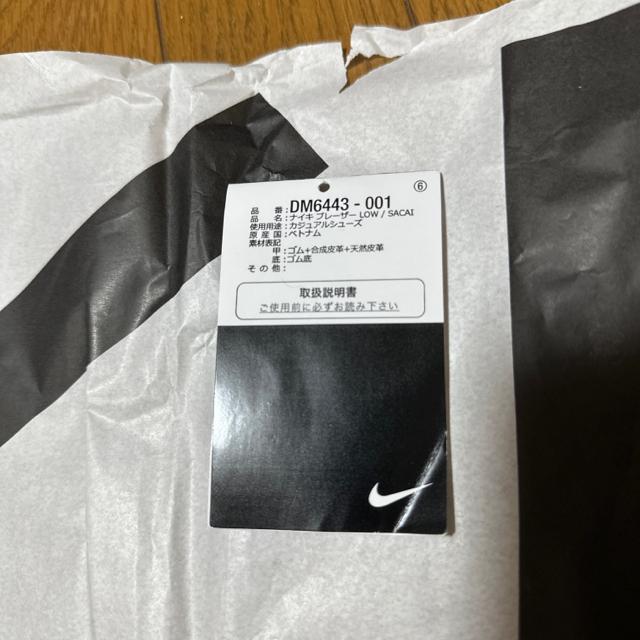 ⑥
品 番:DM6443-001
品 名:ナイキ ブレーザー LOW / SACAI
使用用途:カジュアルシューズ
原 産 国:ベトナム
素材表記
甲:ゴム+合成皮革+天然皮革
底:ゴム底
そ の 他:
取扱説明書
ご使用前に必ずお読み下さい